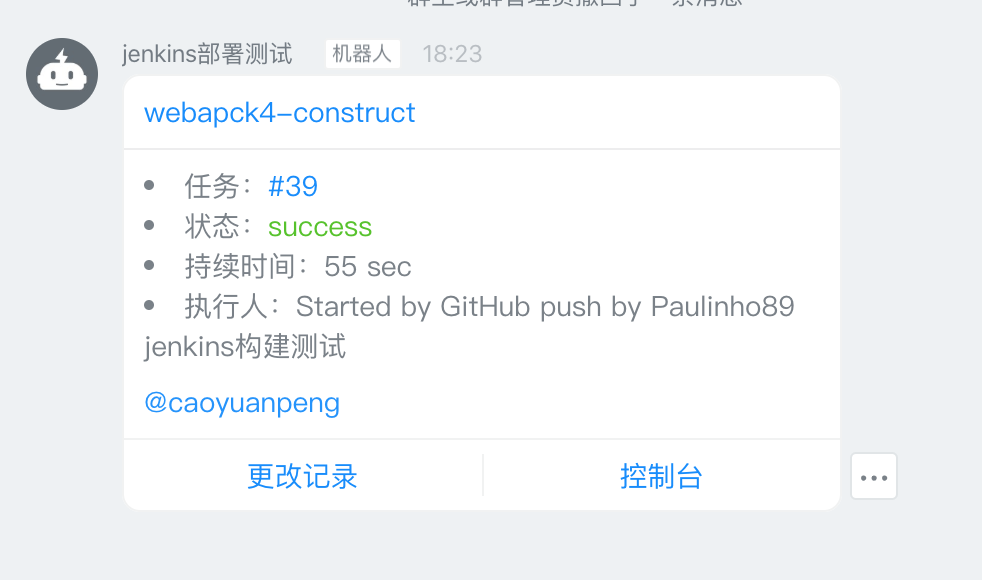 jenkins部署测试 机器人 18:23
webapck4-construct
• 任务：#39
• 状态：success
• 持续时间：55 sec
• 执行人：Started by GitHub push by Paulinho89
jenkins构建测试
@caoyuanpeng
更改记录 控制台